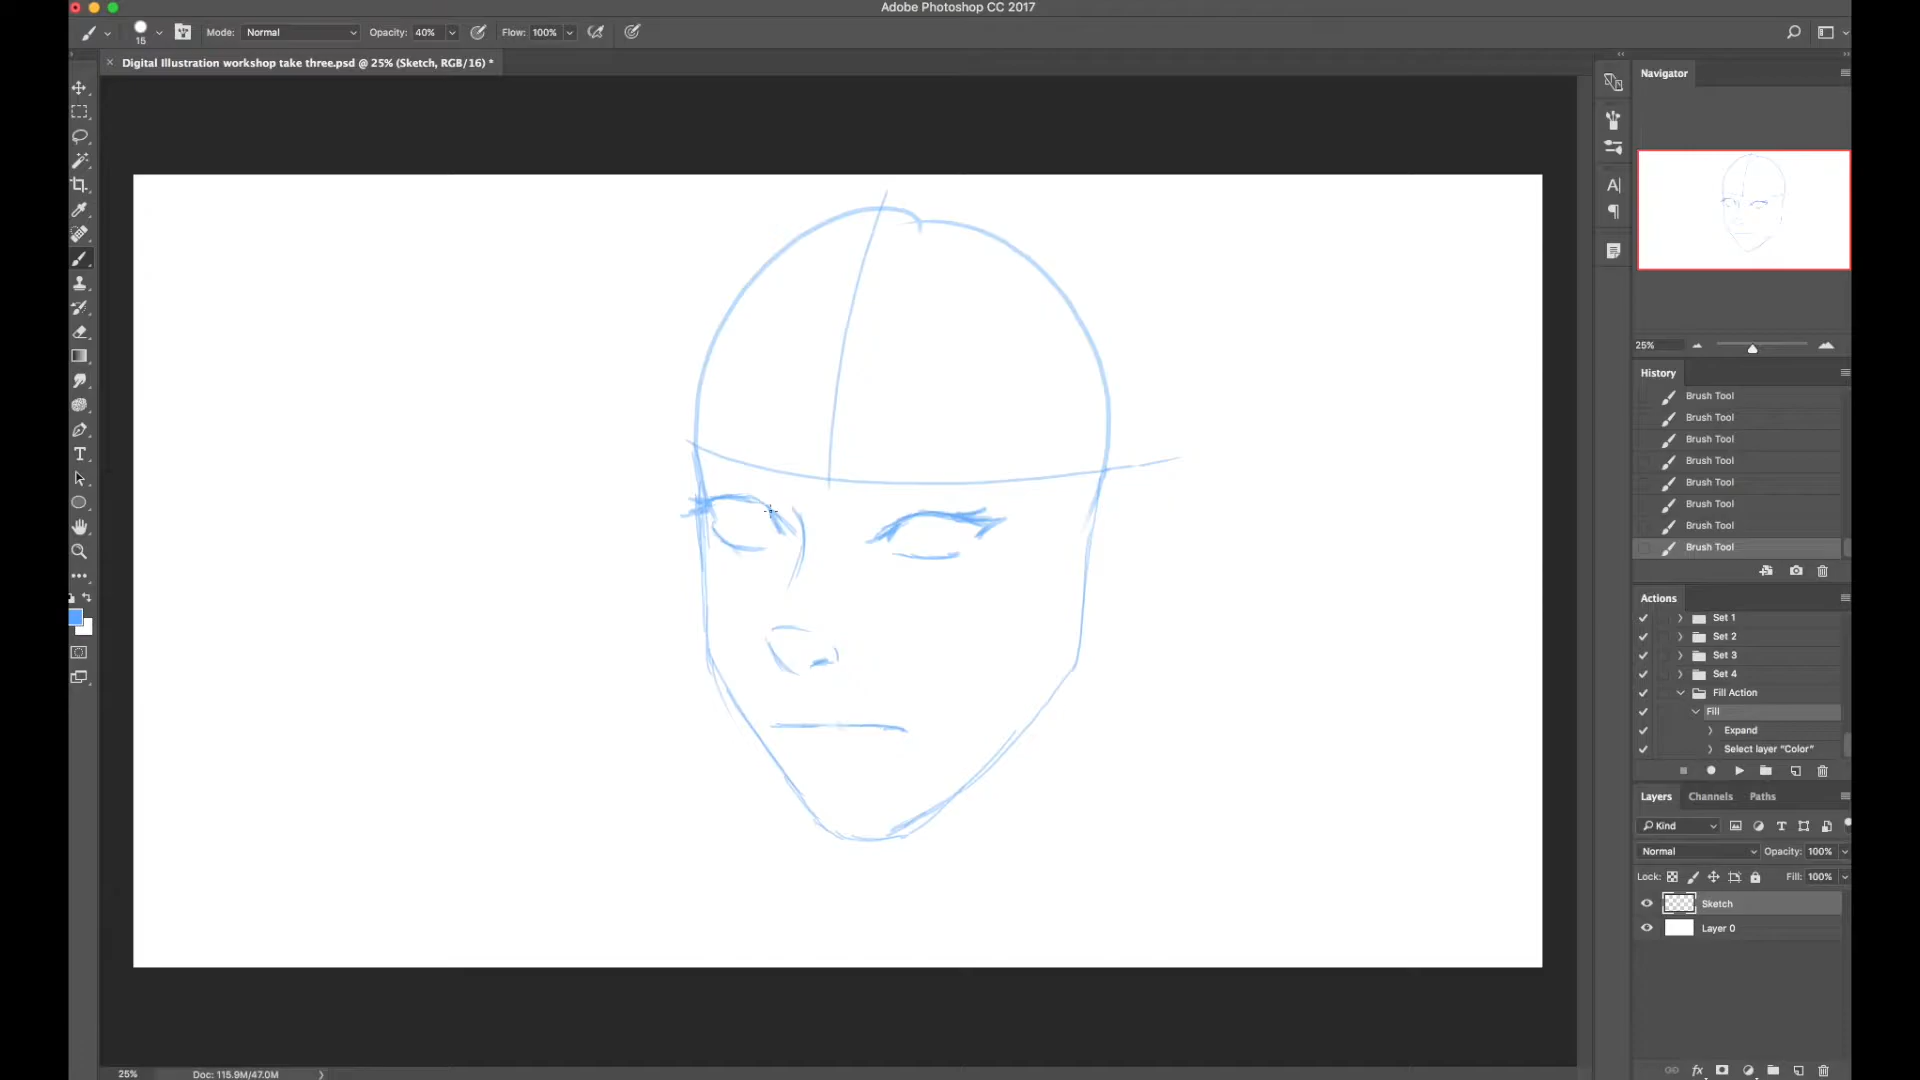 Adobe Photoshop CC 2017
15
Mode: Normal Opacity: 40% Flow: 100%
× Digital Illustration workshop take three.psd @ 25% (Sketch, RGB/16) *
Navigator
25%
History
Brush Tool
Brush Tool
Brush Tool
Brush Tool
Brush Tool
Brush Tool
Brush Tool
Brush Tool
Actions
Set 1
Set 2
Set 3
Set 4
Fill Action
Fill
Expand
Select layer "Color"
Layers Channels Paths
Kind
Normal Opacity: 100%
Lock: Fill: 100%
Sketch
Layer 0
25% Doc: 115.9M/47.0M